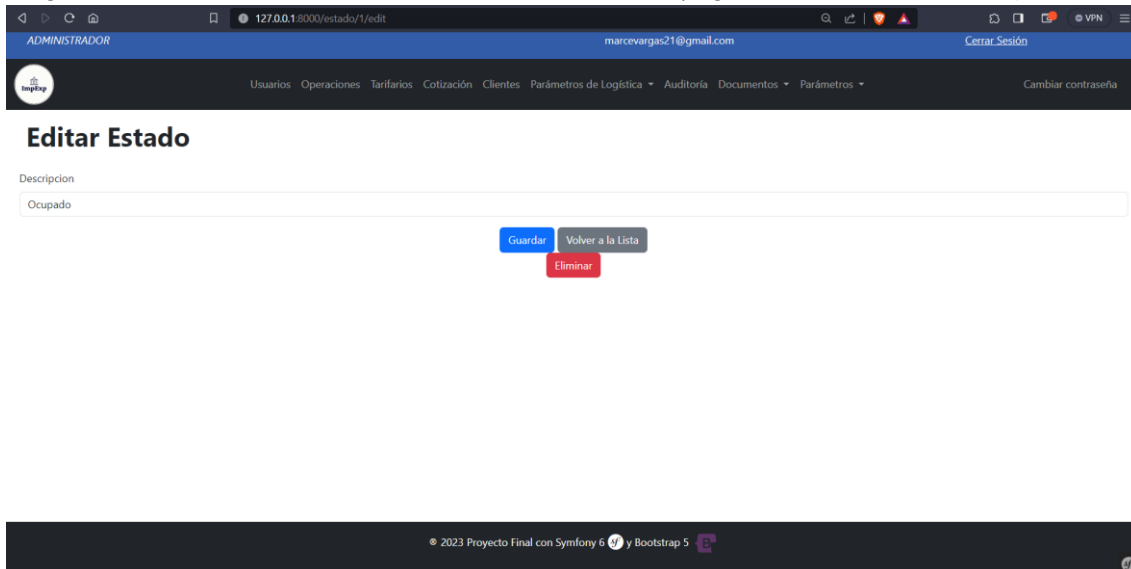 127.0.0.1:8000/estado/1/edit
VPN
ADMINISTRADOR marcevargas21@gmail.com Cerrar Sesión
ImpExp
Usuarios Operaciones Tarifarios Cotización Clientes Parámetros de Logística Auditoría Documentos Parámetros Cambiar contraseña
Editar Estado
Descripcion
Ocupado
Guardar Volver a la Lista
Eliminar
© 2023 Proyecto Final con Symfony 6 sf y Bootstrap 5 B